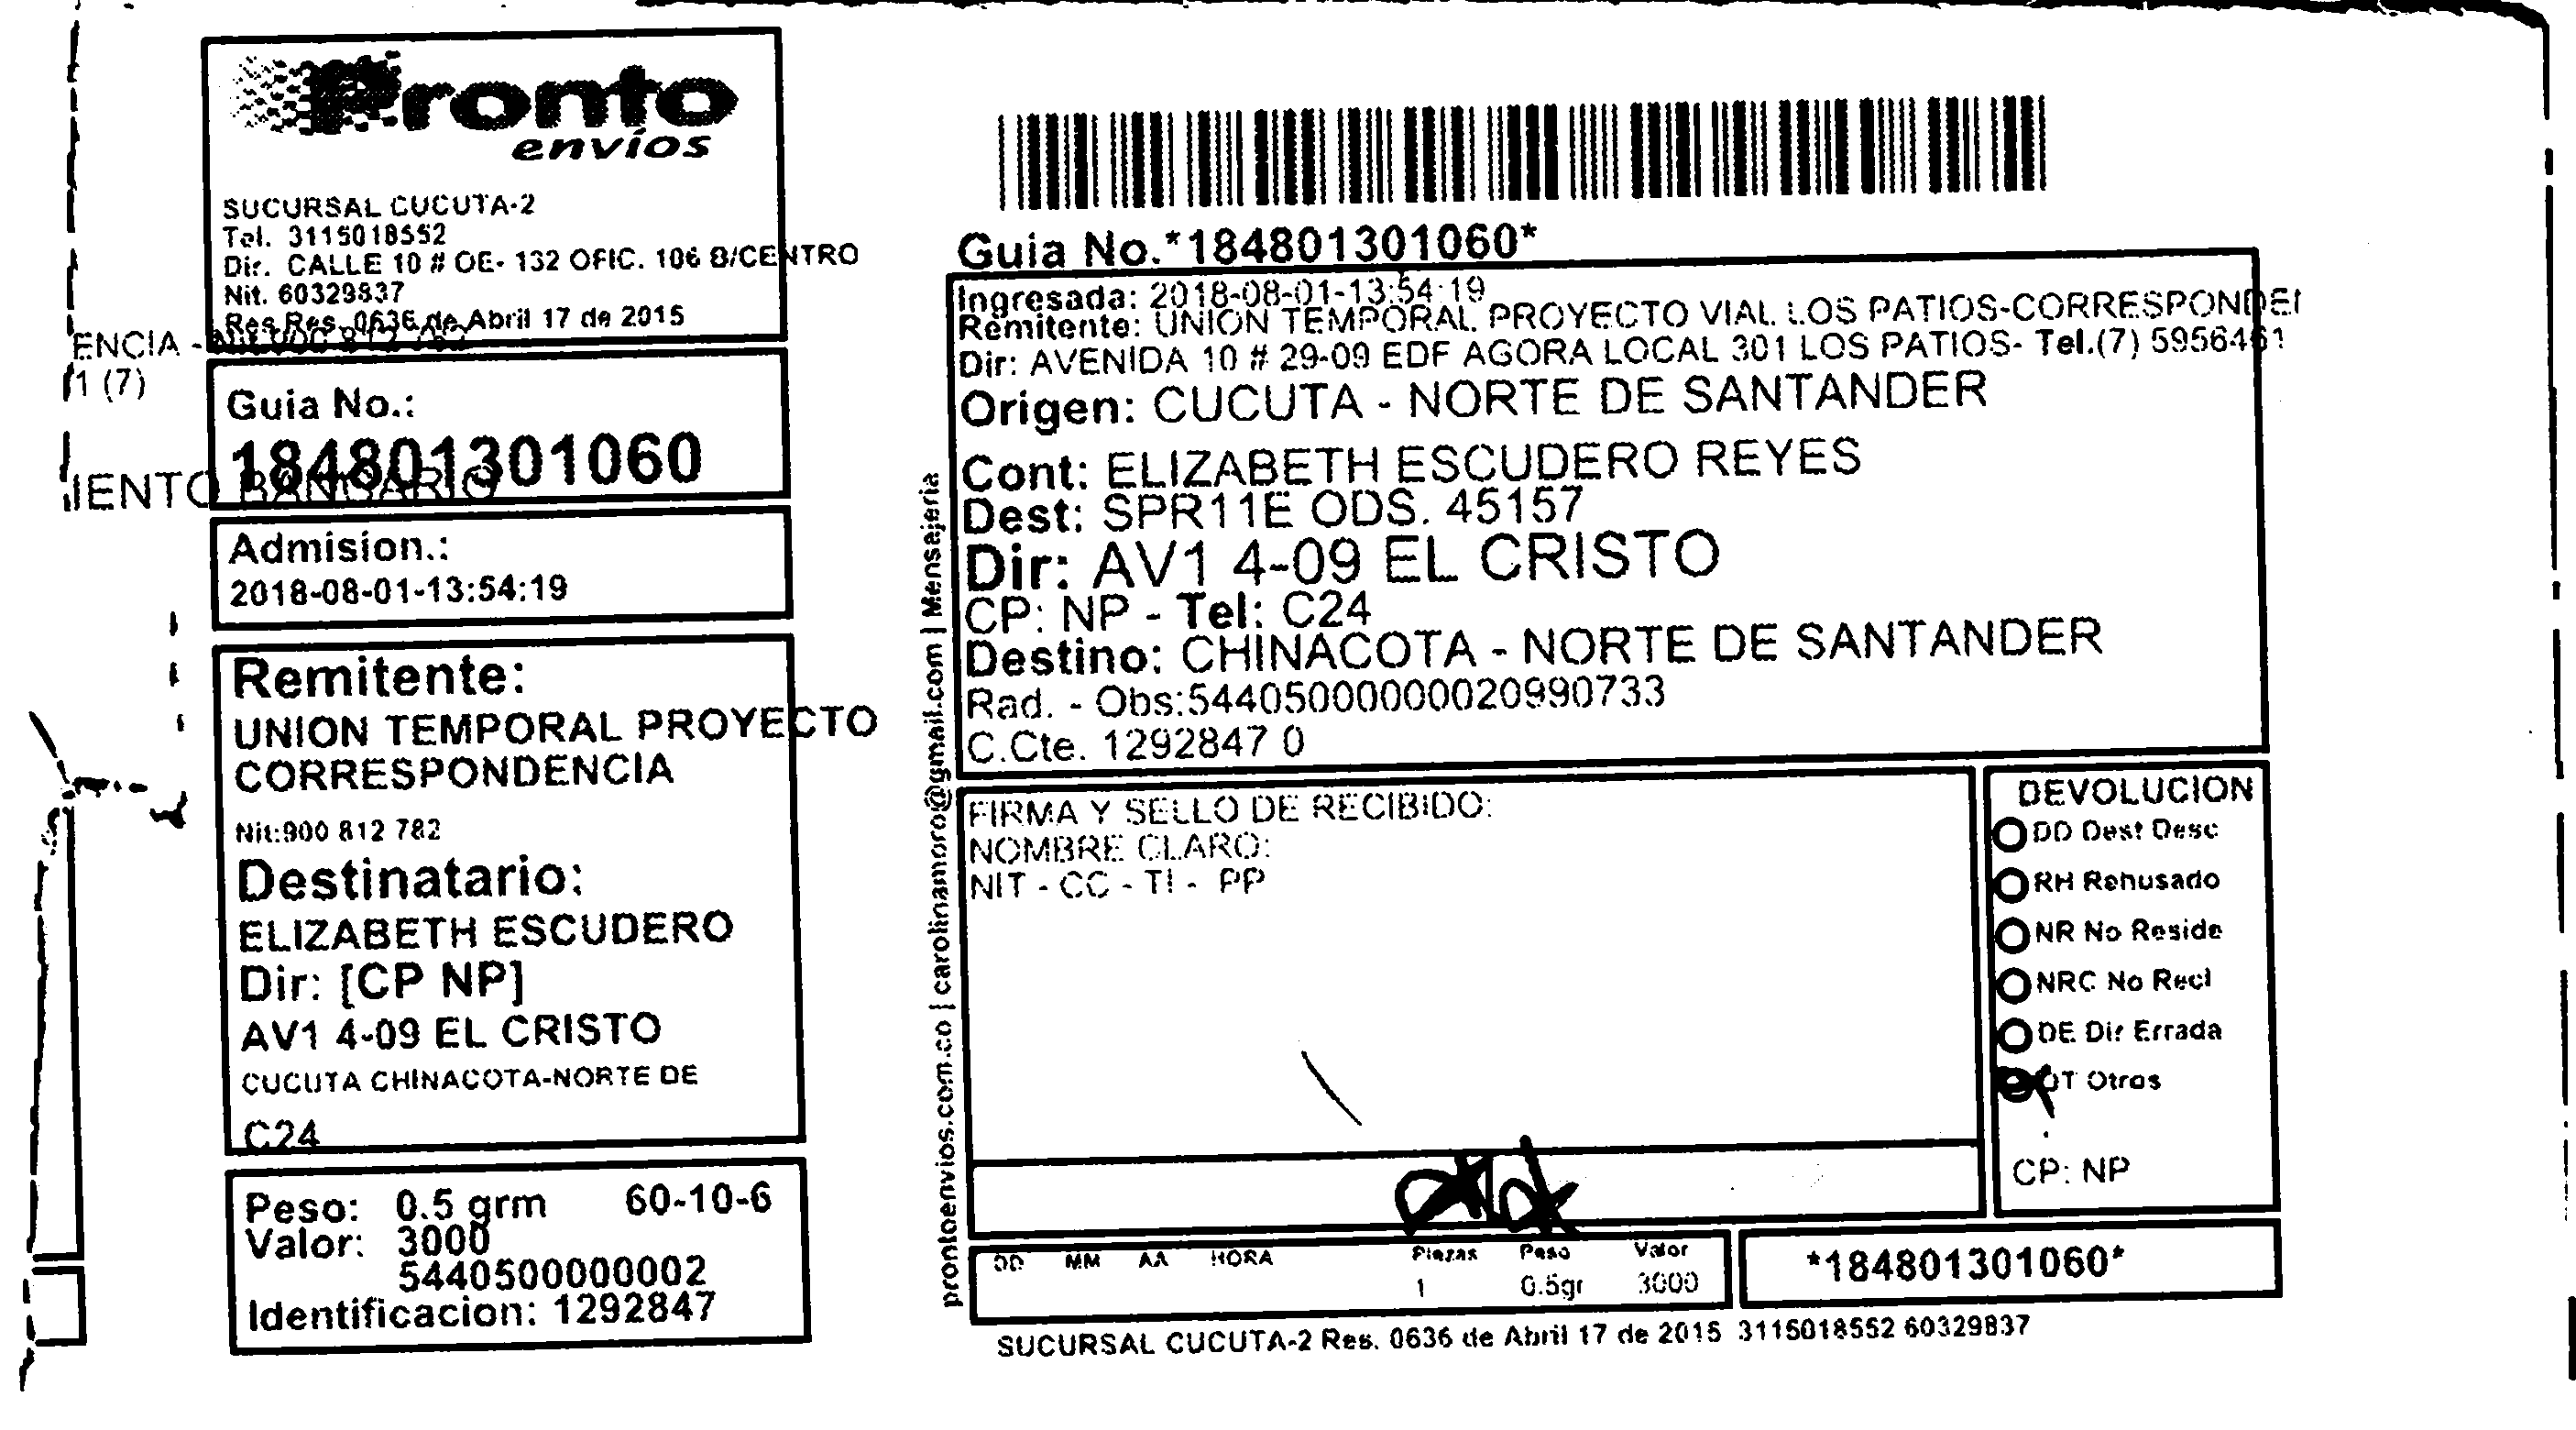 Pronto
envíos
SUCURSAL CUCUTA-2
Tel. 3115018552
Dir. CALLE 10 # OE- 132 OFIC. 106 B/CENTRO
Nit. 60329837
Res.Res. 0636 de Abril 17 de 2015
ENCIA -
1 (7)
Guia No.:
184801301060
IENTO BANCARIO
Admision.:
2018-08-01-13:54:19
Remitente:
UNION TEMPORAL PROYECTO
CORRESPONDENCIA
Nit:900 812 782
Destinatario:
ELIZABETH ESCUDERO
Dir: [CP NP]
AV1 4-09 EL CRISTO
CUCUTA CHINACOTA-NORTE DE
C24
Peso: 0.5 grm 60-10-6
Valor: 3000
5440500000002
Identificacion: 1292847
prontoenvios.com.co | carolinamoro@gmail.com | Mensajeria
Guia No.*184801301060*
Ingresada: 2018-08-01-13:54:19
Remitente: UNION TEMPORAL PROYECTO VIAL LOS PATIOS-CORRESPONDEN
Dir: AVENIDA 10 # 29-09 EDF AGORA LOCAL 301 LOS PATIOS- Tel.(7) 5956461
Origen: CUCUTA - NORTE DE SANTANDER
Cont: ELIZABETH ESCUDERO REYES
Dest: SPR11E ODS. 45157
Dir: AV1 4-09 EL CRISTO
CP: NP - Tel: C24
Destino: CHINACOTA - NORTE DE SANTANDER
Rad. - Obs:544050000000020990733
C.Cte. 1292847 0
FIRMA Y SELLO DE RECIBIDO:
NOMBRE CLARO:
NIT - CC - TI - PP
DEVOLUCION
DD Dest Desc
RH Rehusado
NR No Reside
NRC No Recl
DE Dir Errada
OT Otros
CP: NP
DD MM AA HORA Piezas Peso Valor
1 0.5gr 3000
*184801301060*
SUCURSAL CUCUTA-2 Res. 0636 de Abril 17 de 2015 3115018552 60329837